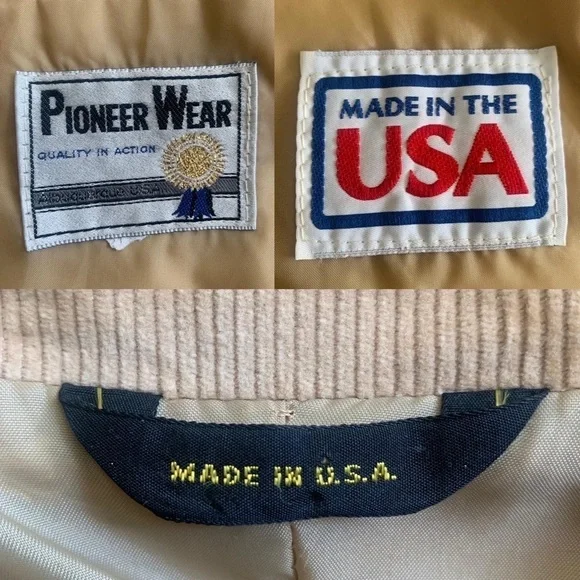 PIONEER WEAR
QUALITY IN ACTION
Albuquerque U.S.A.
MADE IN THE
USA
MADE IN U.S.A.